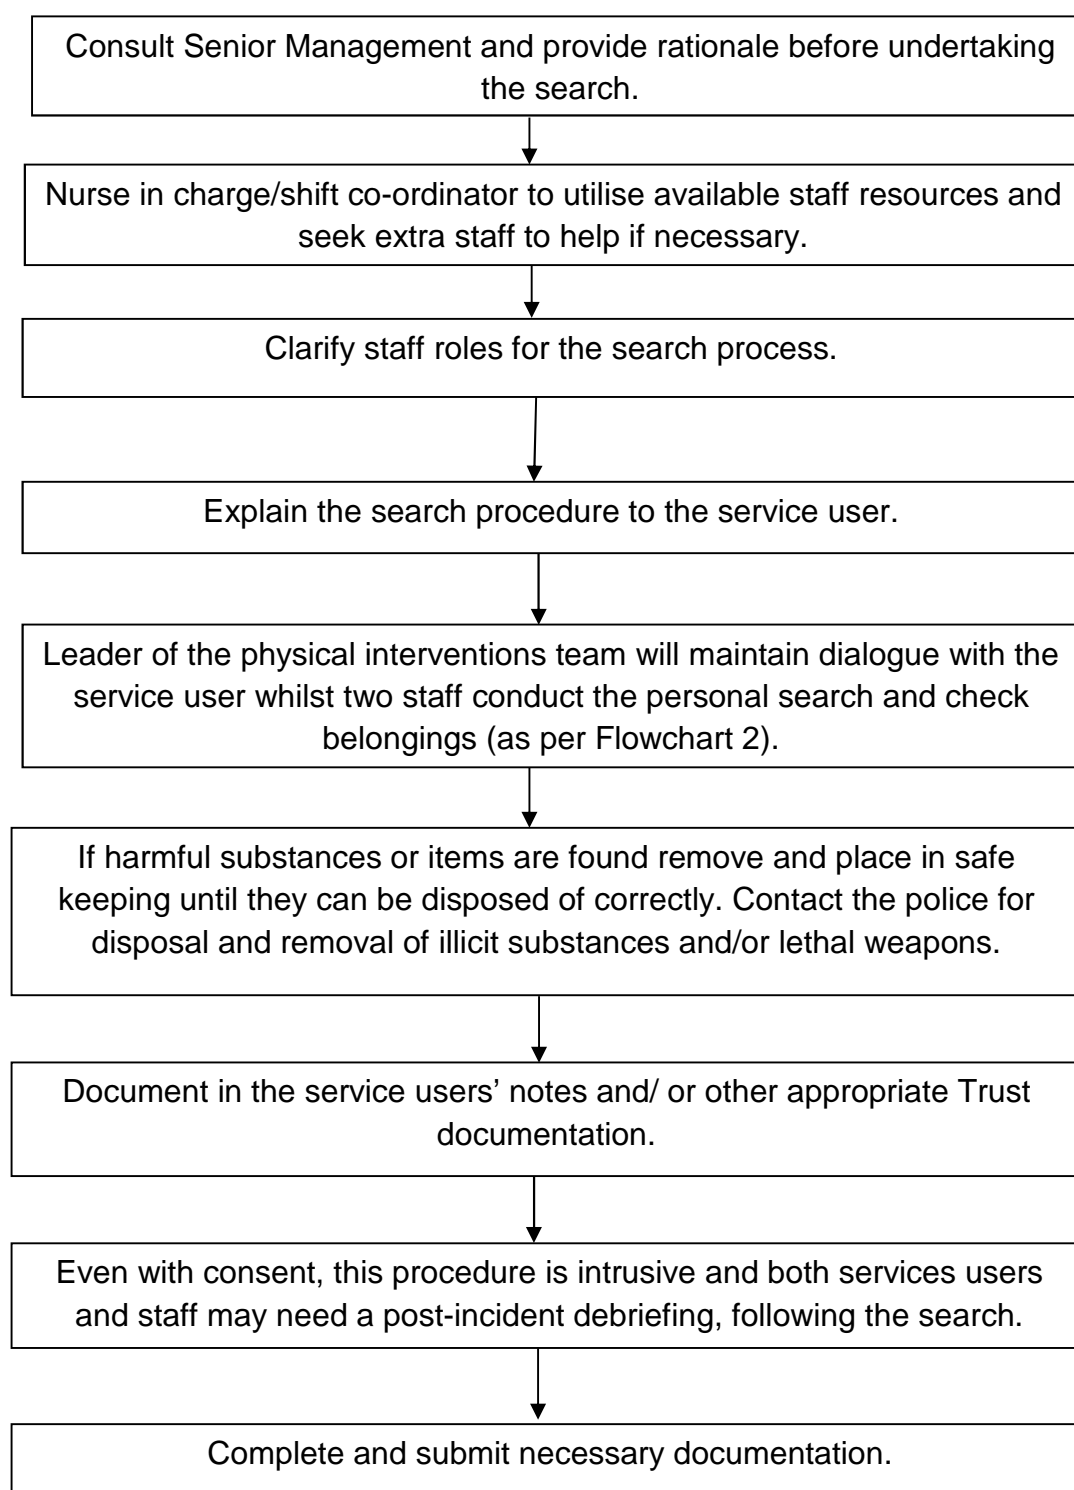 Consult Senior Management and provide rationale before undertaking
the search.
Nurse in charge/shift co-ordinator to utilise available staff resources and
seek extra staff to help if necessary.
Clarify staff roles for the search process.
Explain the search procedure to the service user.
Leader of the physical interventions team will maintain dialogue with the
service user whilst two staff conduct the personal search and check
belongings (as per Flowchart 2).
If harmful substances or items are found remove and place in safe
keeping until they can be disposed of correctly. Contact the police for
disposal and removal of illicit substances and/or lethal weapons.
Document in the service users’ notes and/ or other appropriate Trust
documentation.
Even with consent, this procedure is intrusive and both services users
and staff may need a post-incident debriefing, following the search.
Complete and submit necessary documentation.